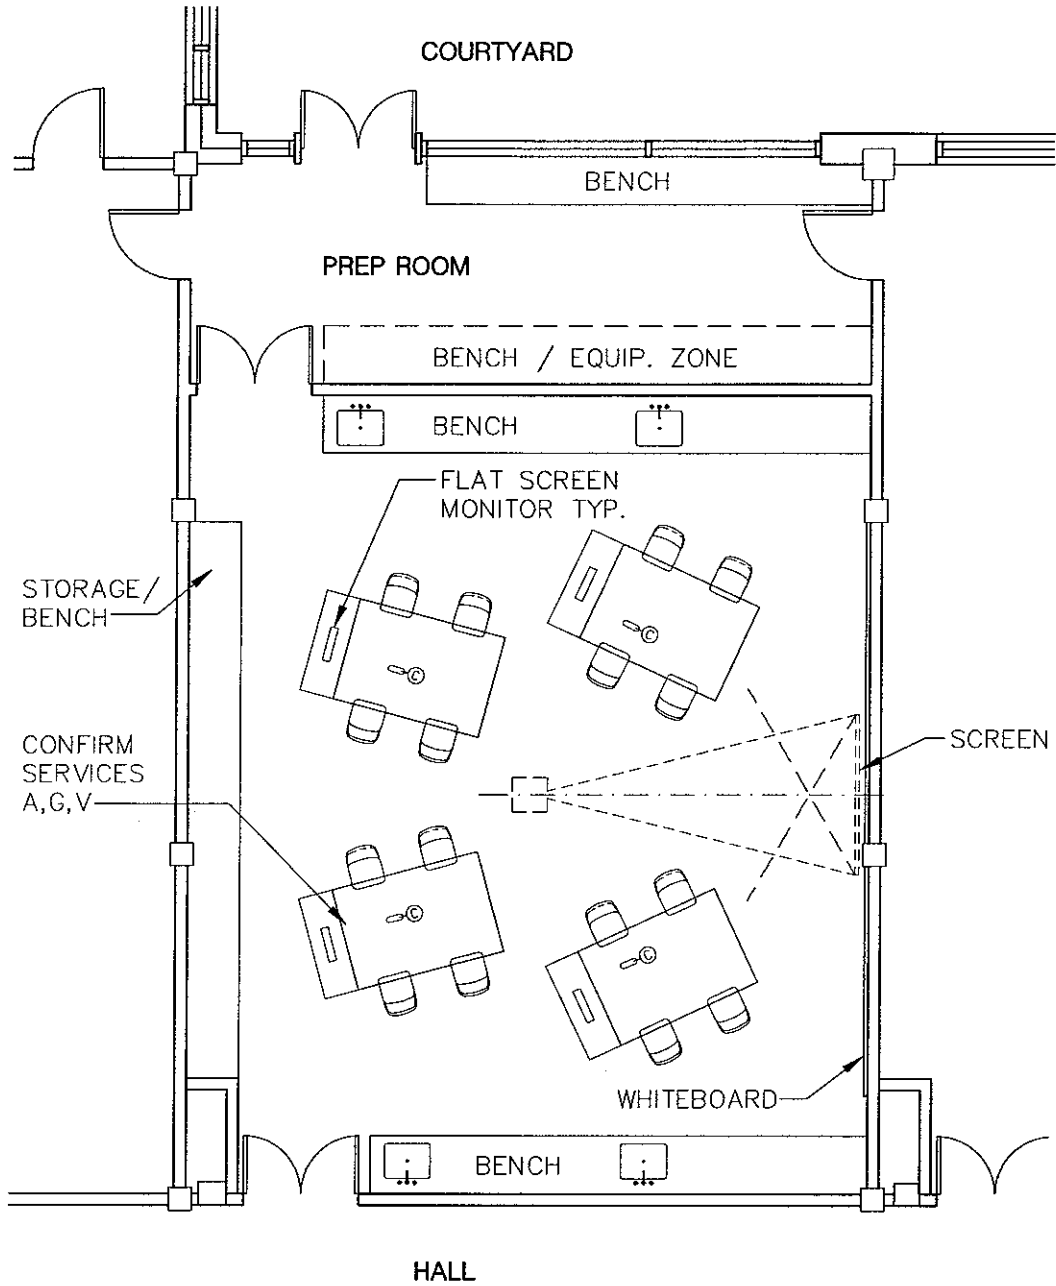 COURTYARD
BENCH
PREP ROOM
BENCH / EQUIP. ZONE
BENCH
FLAT SCREEN
MONITOR TYP.
STORAGE/
BENCH
C
C
CONFIRM
SERVICES
A,G,V
SCREEN
C
C
WHITEBOARD
BENCH
HALL